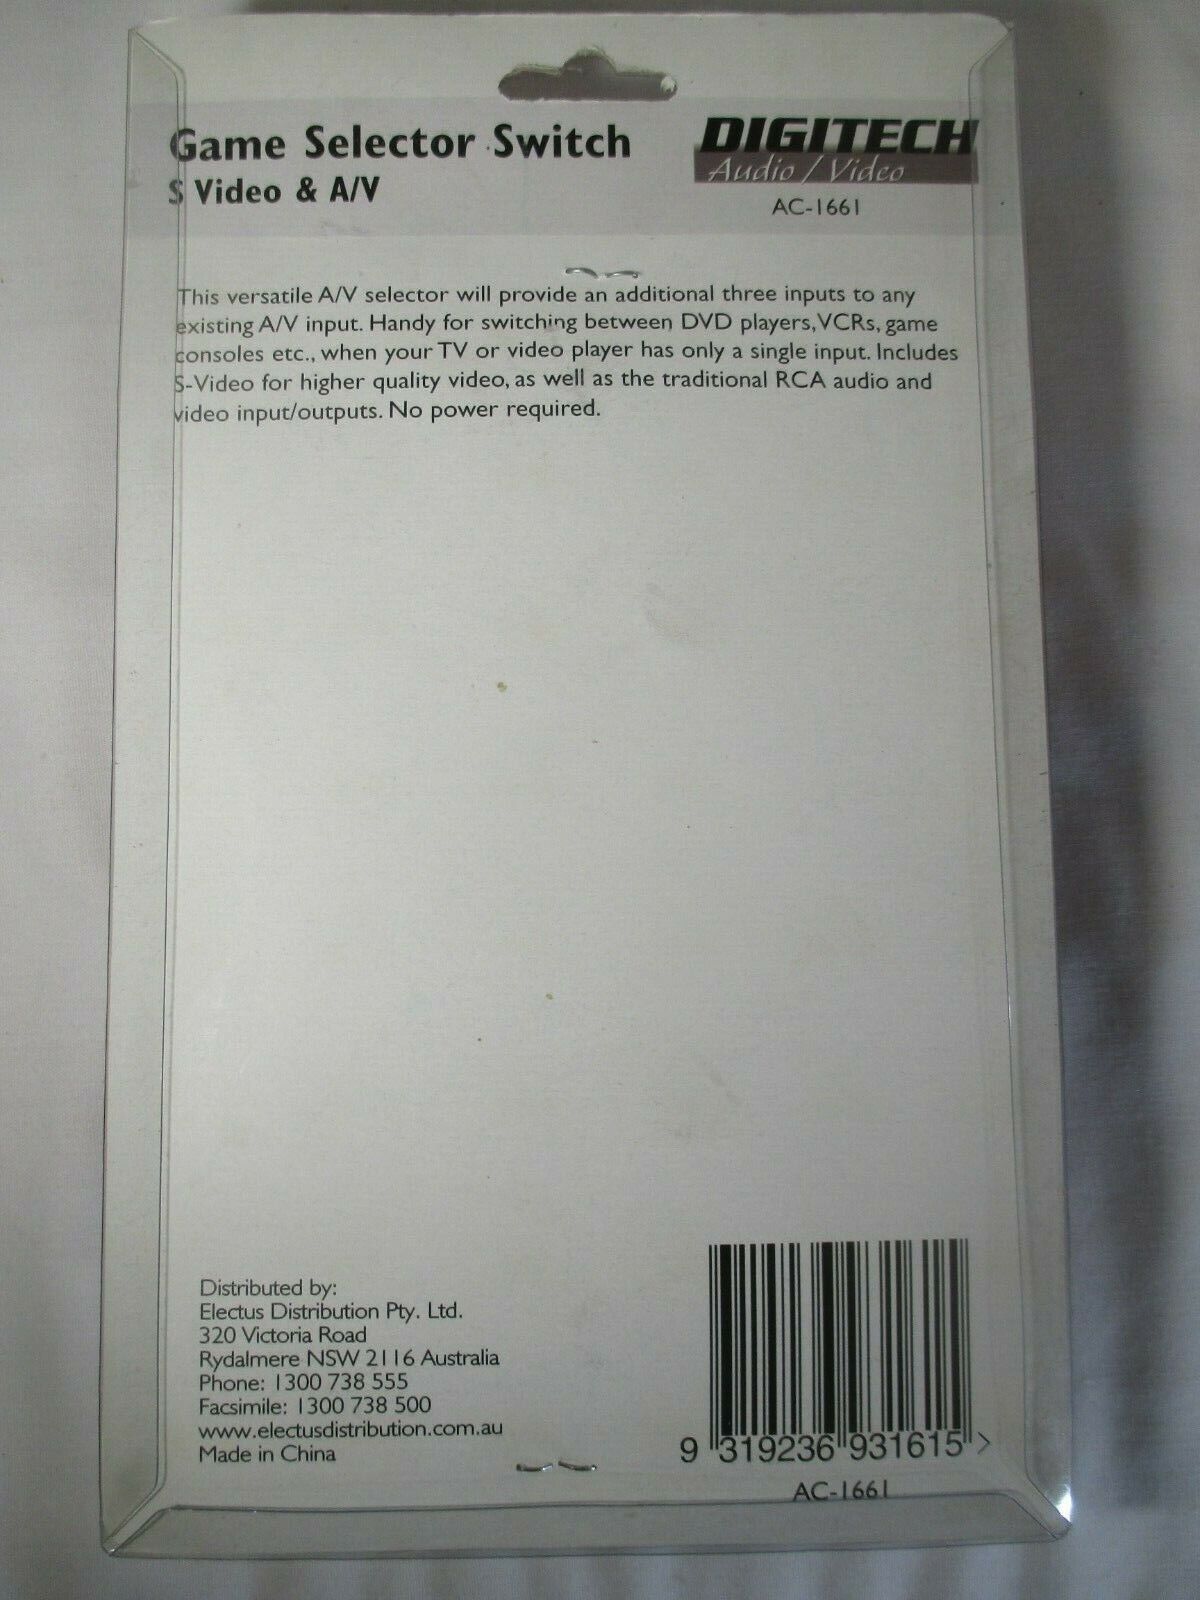 Game Selector Switch
S Video & A/V
DIGITECH
Audio / Video
AC-1661
This versatile A/V selector will provide an additional three inputs to any
existing A/V input. Handy for switching between DVD players, VCRs, game
consoles etc., when your TV or video player has only a single input. Includes
S-Video for higher quality video, as well as the traditional RCA audio and
video input/outputs. No power required.
Distributed by:
Electus Distribution Pty. Ltd.
320 Victoria Road
Rydalmere NSW 2116 Australia
Phone: 1300 738 555
Facsimile: 1300 738 500
www.electusdistribution.com.au
Made in China
9 319236 931615 >
AC-1661